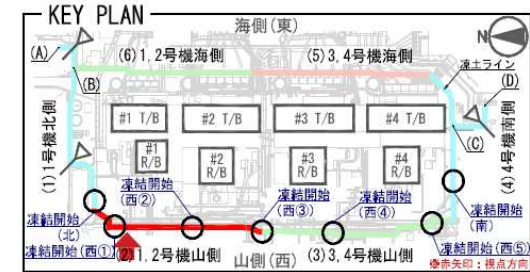 KEY PLAN
海側(東)
N
(A)
(B)
(6)1,2号機海側
(5)3,4号機海側
凍土ライン
(D)
(C)
(1)1号機北側
(4)4号機南側
#1 T/B
#2 T/B
#3 T/B
#4 T/B
#1
R/B
#2
R/B
#3
R/B
#4
R/B
凍結開始
(西②)
凍結開始
(西③)
凍結開始
(西④)
凍結開始
(南)
凍結開始
(北)
凍結開始(西①)
凍結開始(西⑤)
(2)1,2号機山側
山側(西)
(3)3,4号機山側
赤矢印：視点方向